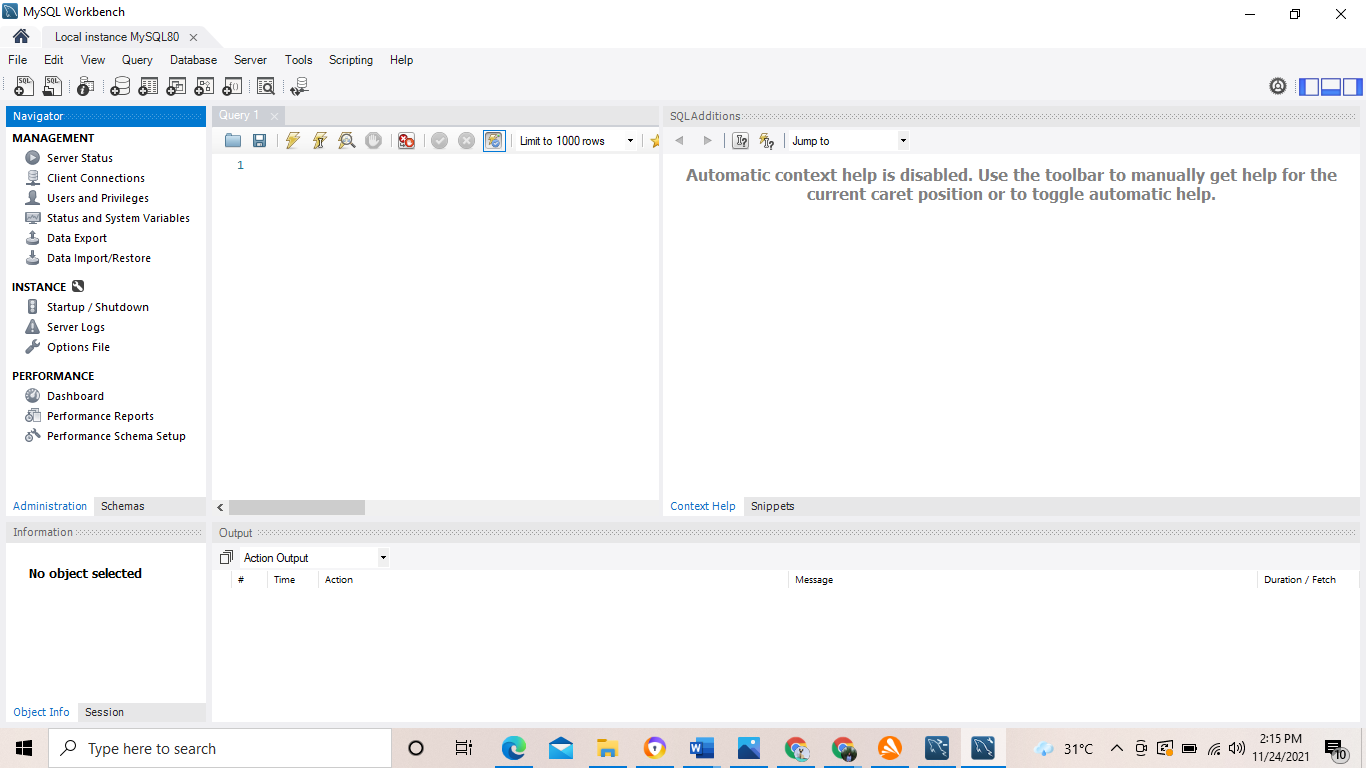 MySQL Workbench
Local instance MySQL80
File Edit View Query Database Server Tools Scripting Help
Navigator
MANAGEMENT
Server Status
Client Connections
Users and Privileges
Status and System Variables
Data Export
Data Import/Restore
INSTANCE
Startup / Shutdown
Server Logs
Options File
PERFORMANCE
Dashboard
Performance Reports
Performance Schema Setup
Administration Schemas
Query 1
Limit to 1000 rows
1
SQLAdditions
Jump to
Automatic context help is disabled. Use the toolbar to manually get help for the
current caret position or to toggle automatic help.
Context Help Snippets
Information
No object selected
Object Info Session
Output
Action Output
# Time Action Message Duration / Fetch
Type here to search
31°C
2:15 PM
11/24/2021
10